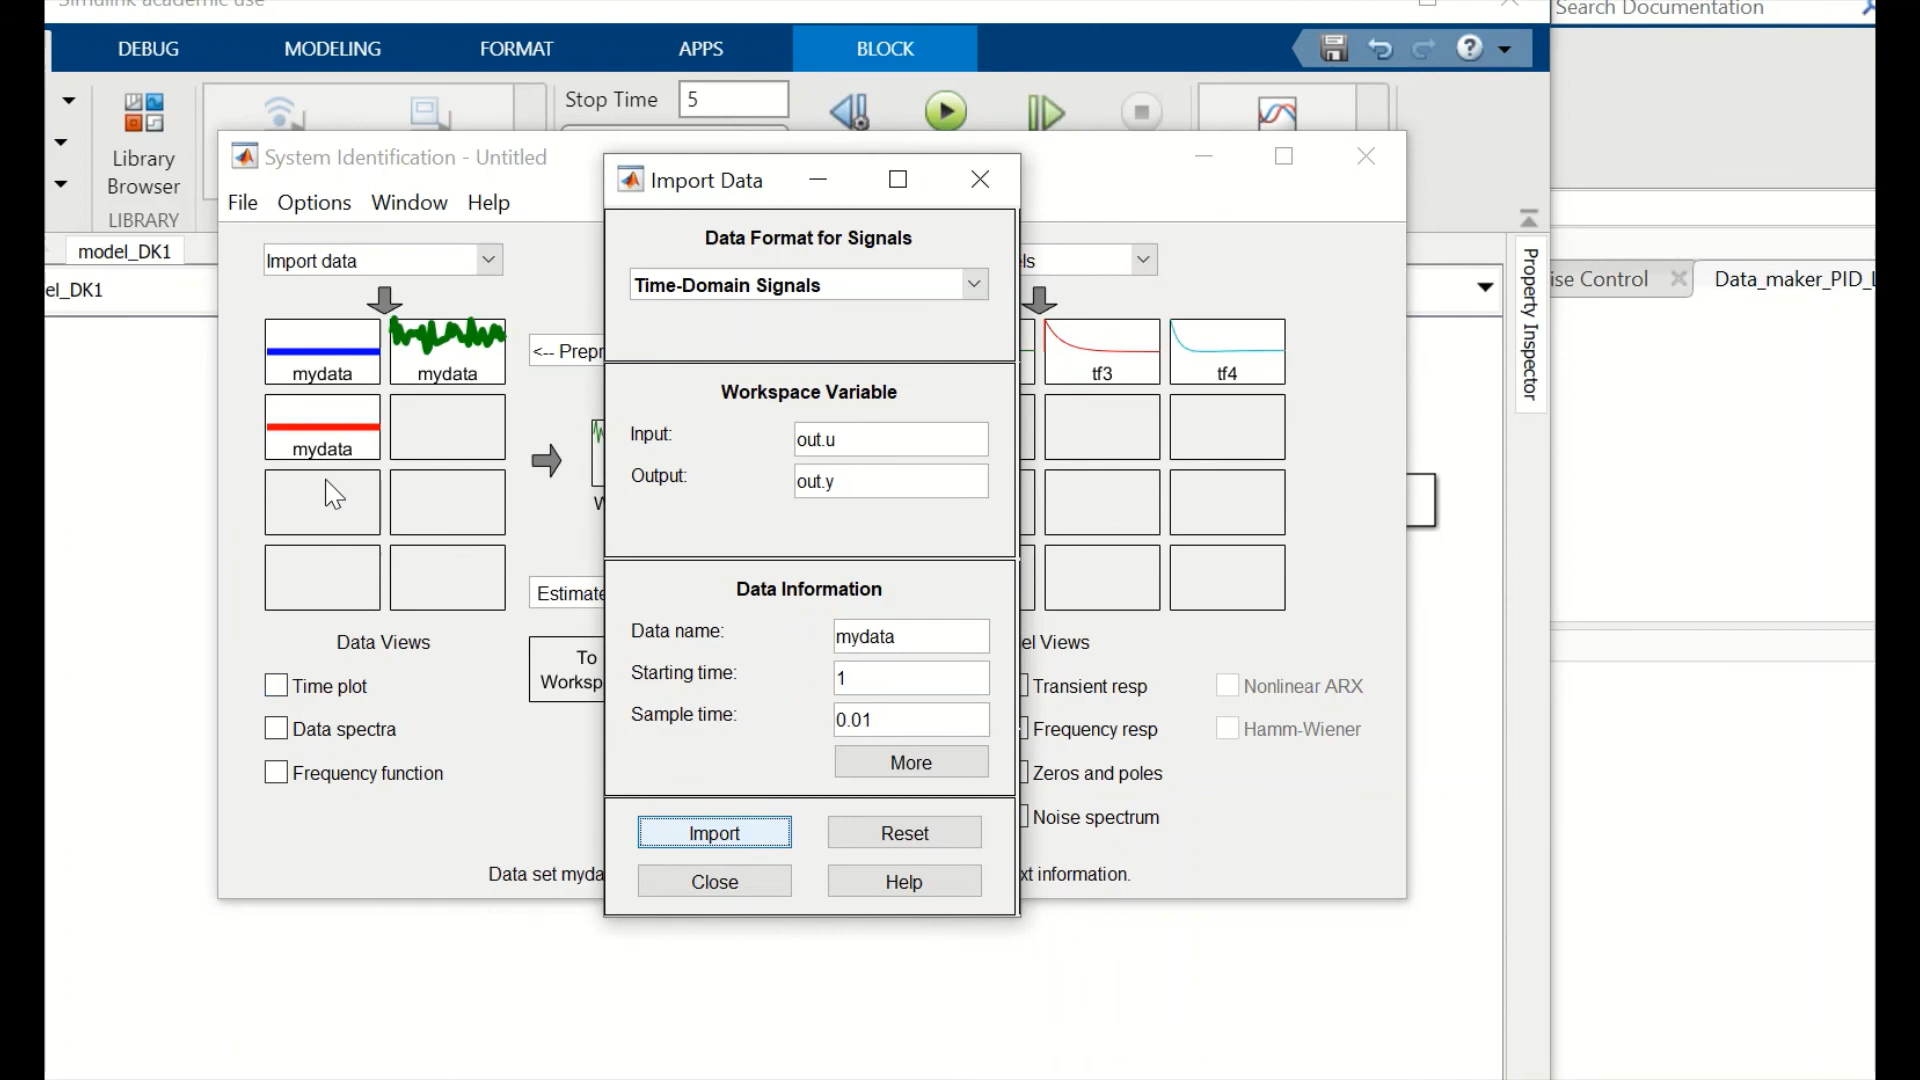 Simulink academic use
Search Documentation
DEBUG
MODELING
FORMAT
APPS
BLOCK
Stop Time
5
Library
Browser
LIBRARY
System Identification - Untitled
File
Options
Window
Help
model_DK1
el_DK1
Import data
mydata
mydata
mydata
<-- Prepr
Estimate
To
Worksp
Data Views
Time plot
Data spectra
Frequency function
Data set myda
Import Data
Data Format for Signals
Time-Domain Signals
Workspace Variable
Input:
out.u
Output:
out.y
Data Information
Data name:
mydata
Starting time:
1
Sample time:
0.01
More
Import
Reset
Close
Help
ls
tf3
tf4
el Views
Transient resp
Nonlinear ARX
Frequency resp
Hamm-Wiener
Zeros and poles
Noise spectrum
xt information.
Property Inspector
ise Control
Data_maker_PID_